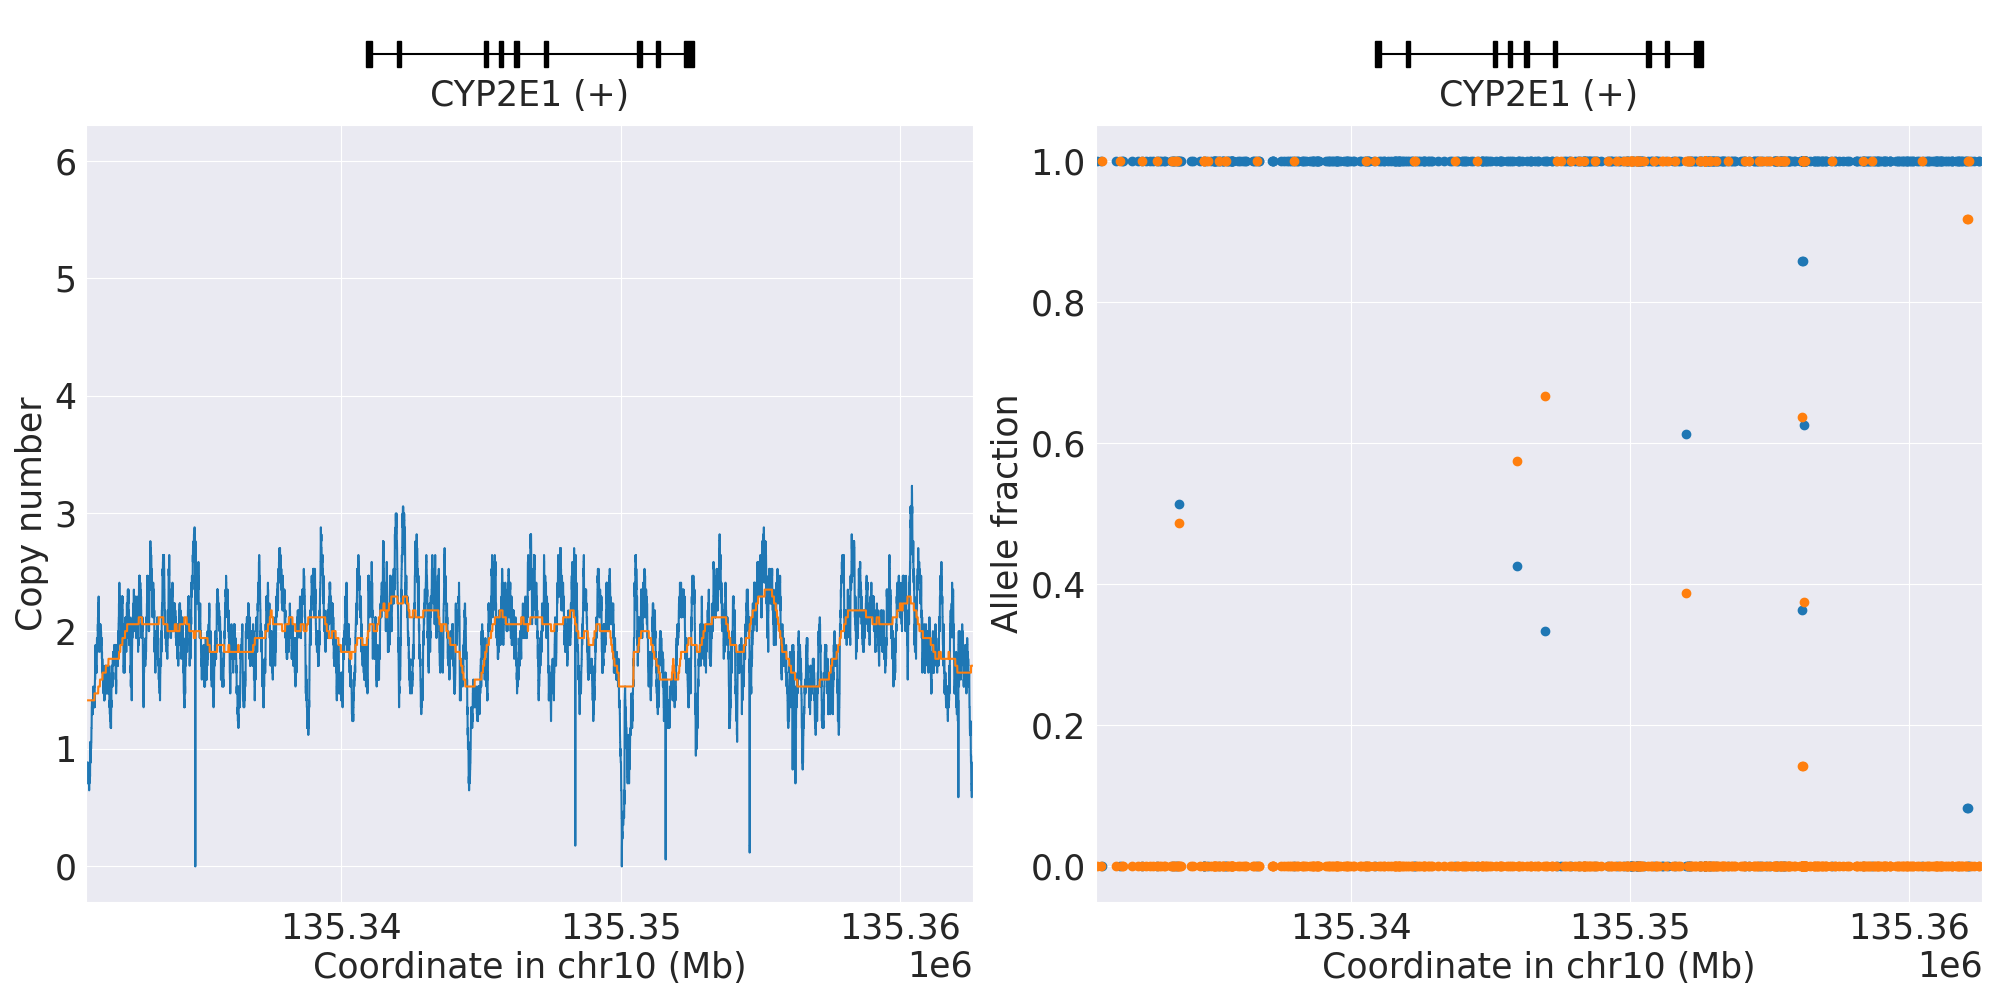 CYP2E1 (+)
6
5
4
3
2
1
0
Copy number
135.34 135.35 135.36
Coordinate in chr10 (Mb)
1e6
CYP2E1 (+)
1.0
0.8
0.6
0.4
0.2
0.0
Allele fraction
135.34 135.35 135.36
Coordinate in chr10 (Mb)
1e6